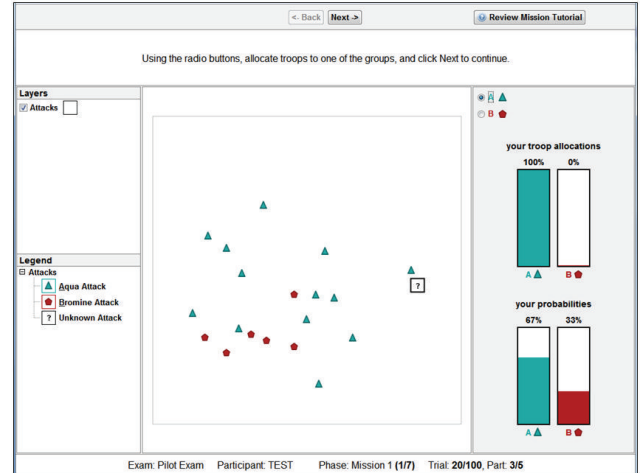 <- Back Next -> Review Mission Tutorial
Using the radio buttons, allocate troops to one of the groups, and click Next to continue.
Layers
Attacks
A
B
your troop allocations
100% 0%
A B
Legend
Attacks
Aqua Attack
Bromine Attack
? Unknown Attack
?
your probabilities
67% 33%
A B
Exam: Pilot Exam Participant: TEST Phase: Mission 1 (1/7) Trial: 20/100, Part: 3/5